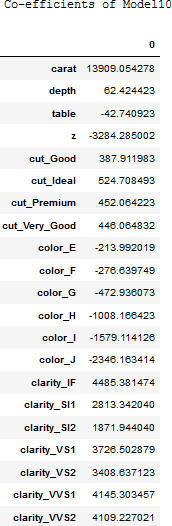 Co-efficients of Model10
0
carat 13909.054278
depth 62.424423
table -42.740923
z -3284.285002
cut_Good 387.911983
cut_Ideal 524.708493
cut_Premium 452.064223
cut_Very_Good 446.064832
color_E -213.992019
color_F -276.639749
color_G -472.936073
color_H -1008.166423
color_I -1579.114126
color_J -2346.163414
clarity_IF 4485.381474
clarity_SI1 2813.342040
clarity_SI2 1871.944040
clarity_VS1 3726.502879
clarity_VS2 3408.637123
clarity_VVS1 4145.303457
clarity_VVS2 4109.227021